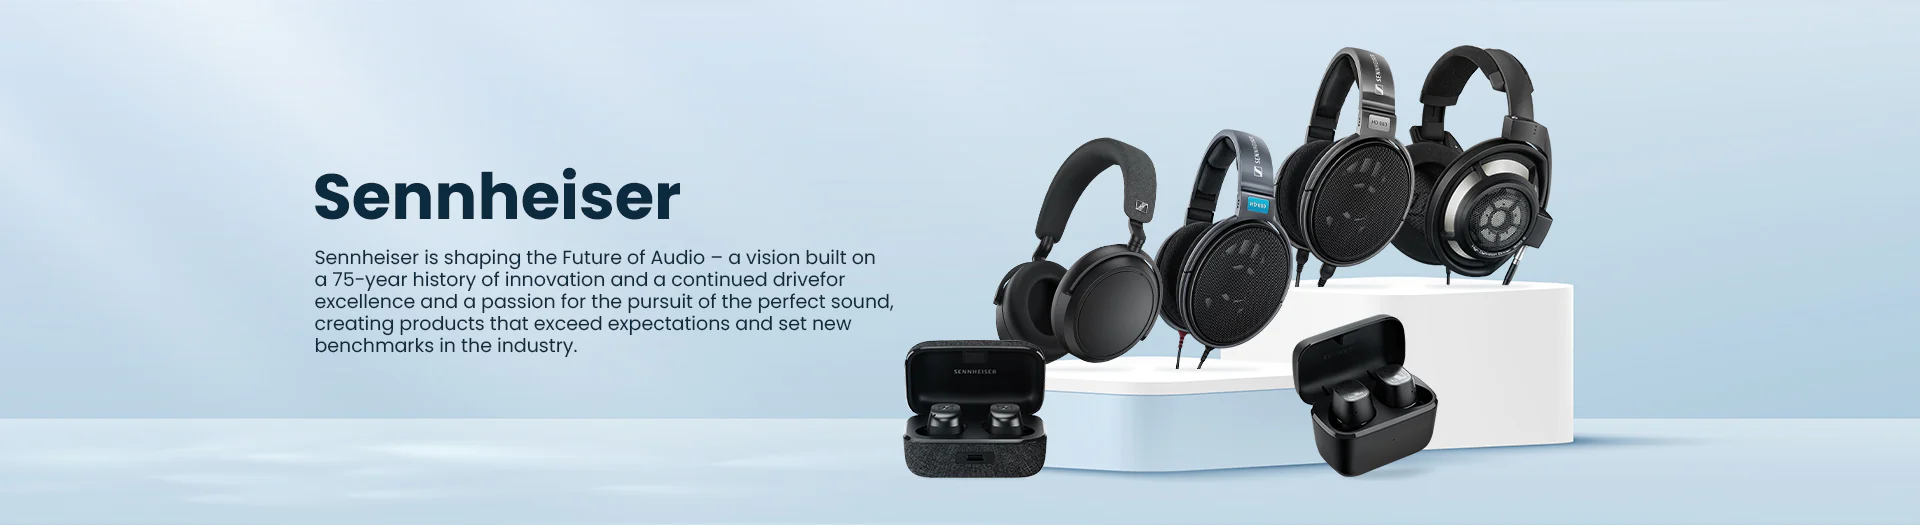 Sennheiser
Sennheiser is shaping the Future of Audio – a vision built on
a 75-year history of innovation and a continued drivefor
excellence and a passion for the pursuit of the perfect sound,
creating products that exceed expectations and set new
benchmarks in the industry.
SENNHEISER
SENNHEISER
SENNHEISER